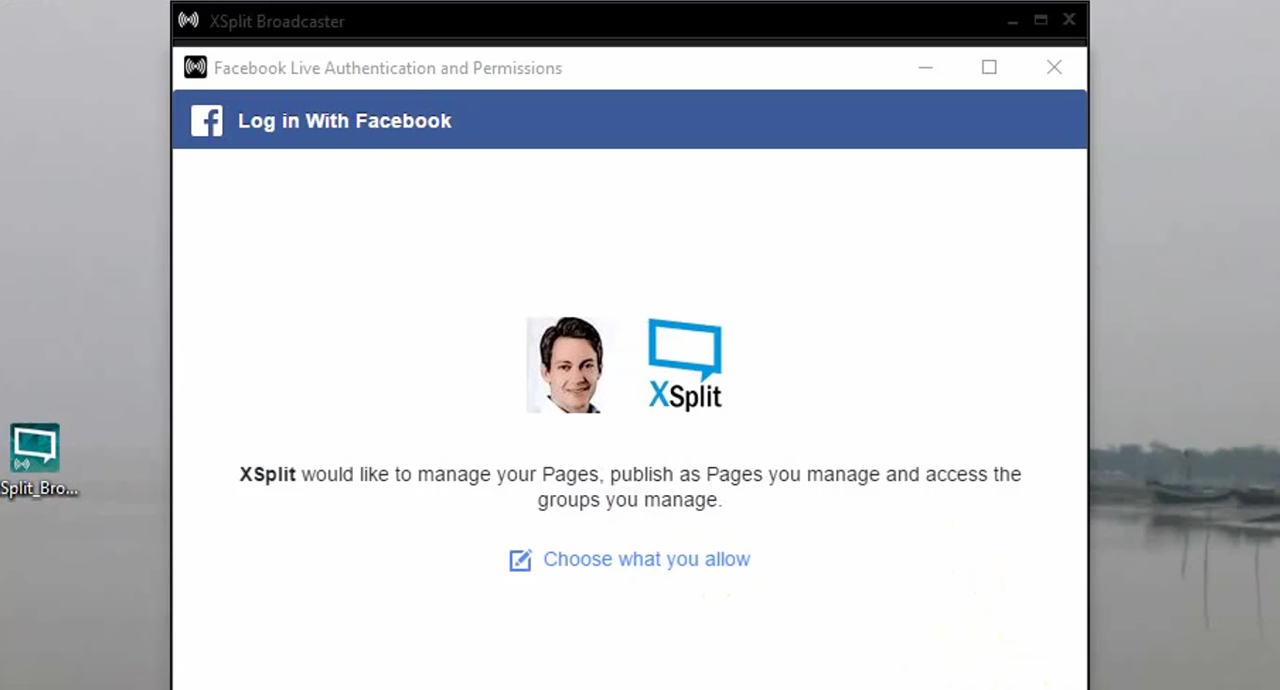 XSplit Broadcaster
Facebook Live Authentication and Permissions
Log in With Facebook
XSplit
XSplit would like to manage your Pages, publish as Pages you manage and access the
groups you manage.
Split_Bro...
Choose what you allow